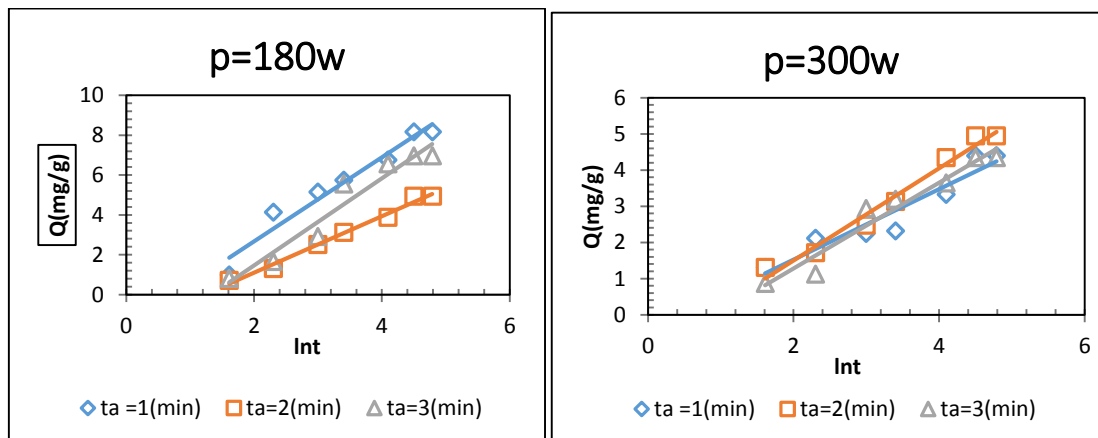 p=180w
Q(mg/g)
10
8
6
4
2
0
0 2 4 6
lnt
ta =1(min) ta=2(min) ta=3(min)
p=300w
Q(mg/g)
6
5
4
3
2
1
0
0 2 4 6
lnt
ta =1(min) ta=2(min) ta=3(min)